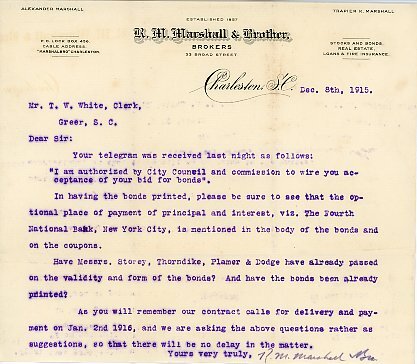 ALEXANDER MARSHALL
TRAPIER K. MARSHALL
ESTABLISHED 1837
R. M. Marshall & Brother,
BROKERS
33 BROAD STREET
P. O. LOCK BOX 456.
CABLE ADDRESS,
"MARSHALBRO" CHARLESTON.
STOCKS AND BONDS,
REAL ESTATE,
LOANS & FIRE INSURANCE.
Charleston, S.C. Dec. 8th, 1915.
Mr. T. W. White, Clerk,
Greer, S. C.
Dear Sir:
Your telegram was received last night as follows:
"I am authorized by City Council and commission to wire you ac-
ceptance of your bid for bonds".
In having the bonds printed, please be sure to see that the op-
tional place of payment of principal and interest, viz. The Fourth
National Bank, New York City, is mentioned in the body of the bonds and
on the coupons.
Have Messrs. Storey, Thorndike, Plamer & Dodge have already passed
on the validity and form of the bonds? And have the bonds been already
printed?
As you will remember our contract calls for delivery and pay-
ment on Jan. 2nd 1916, and we are asking the above questions rather as
suggestions, so that there will be no delay in the matter.
Yours very truly, R. M. Marshall & Bro